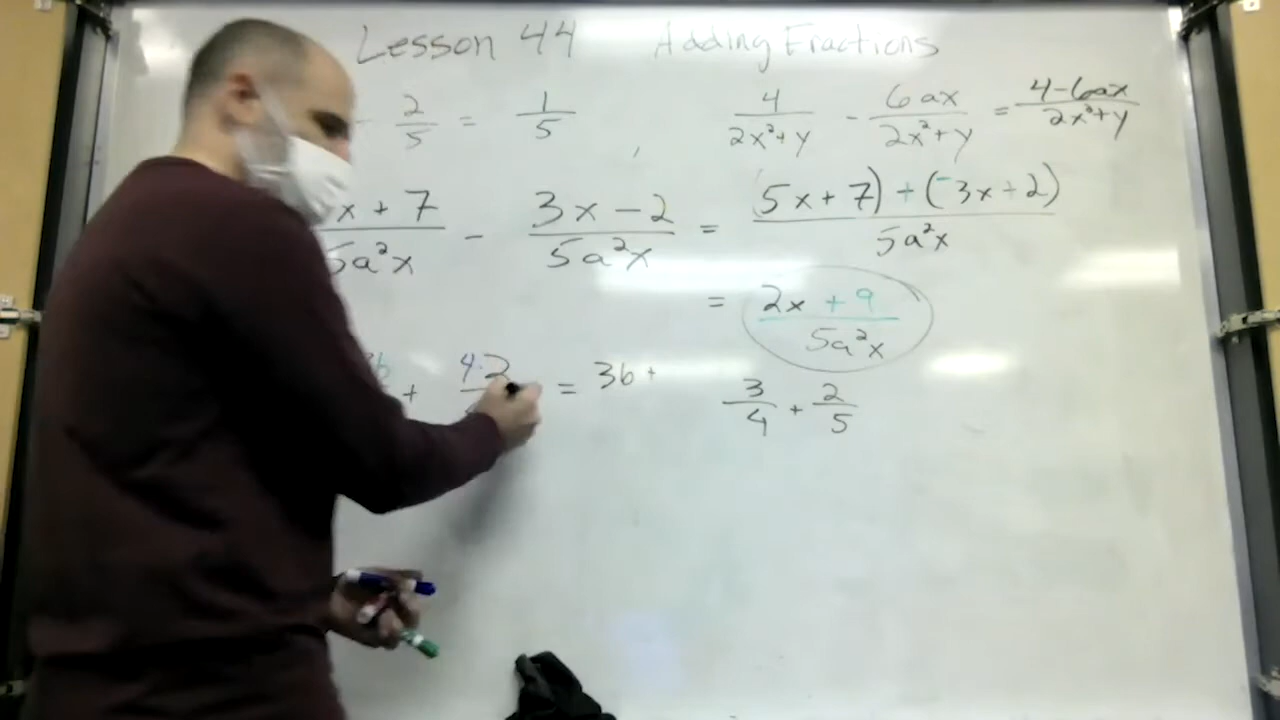 Lesson 44 Adding Fractions
- 2/5 = 1/5 , 4/(2x²+y) - 6ax/(2x²+y) = (4-6ax)/(2x²+y)
x + 7/5a²x - (3x - 2)/5a²x = 5x + 7) + (-3x + 2)/5a²x
= (2x + 9)/5a²x
3b + 4·2 = 3b + 3/4 + 2/5